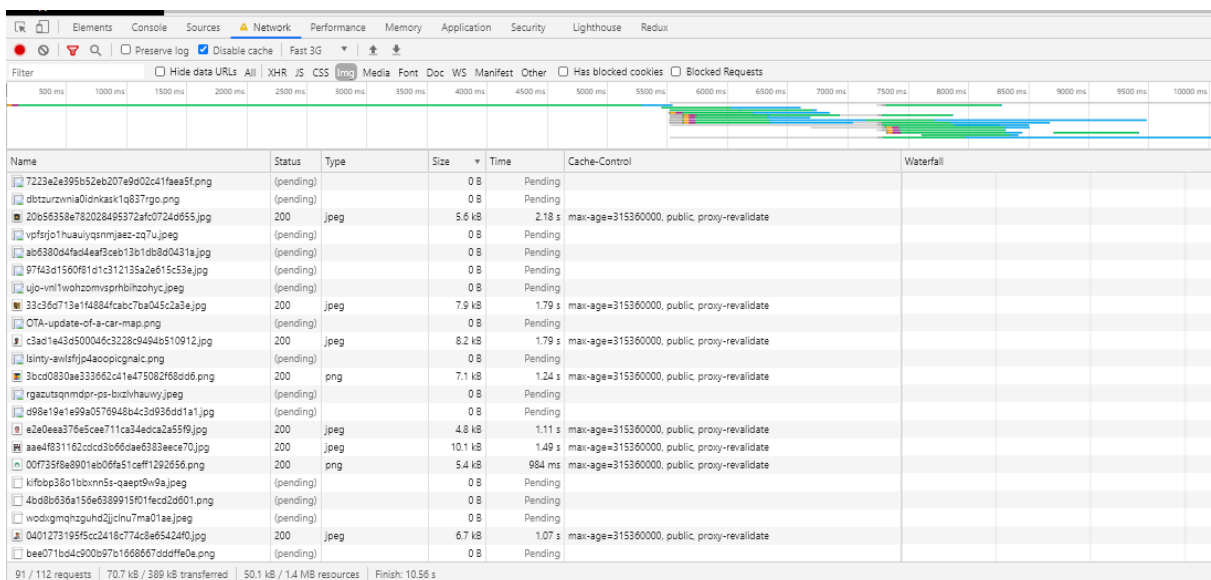 Elements Console Sources Network Performance Memory Application Security Lighthouse Redux
Preserve log Disable cache Fast 3G
Filter Hide data URLs All XHR JS CSS Img Media Font Doc WS Manifest Other Has blocked cookies Blocked Requests
500 ms 1000 ms 1500 ms 2000 ms 2500 ms 3000 ms 3500 ms 4000 ms 4500 ms 5000 ms 5500 ms 6000 ms 6500 ms 7000 ms 7500 ms 8000 ms 8500 ms 9000 ms 9500 ms 10000 ms
Name Status Type Size Time Cache-Control Waterfall
7223e2e395b52eb207e9d02c41faea5f.png (pending) 0 B Pending
dbtzurzwnia0idnkask1q837rgo.png (pending) 0 B Pending
20b56358e782028495372afc0724d655.jpg 200 jpeg 5.6 kB 2.18 s max-age=315360000, public, proxy-revalidate
vpfsrjo1huauiyqsnmjaez-zq7u.jpeg (pending) 0 B Pending
ab6380d4fad4eaf3ceb13b1db8d0431a.jpg (pending) 0 B Pending
97f43d1560f81d1c312135a2e615c53e.jpg (pending) 0 B Pending
ujo-vnl1wohzomvsprhbihzohyc.jpeg (pending) 0 B Pending
33c36d713e1f4884fcabc7ba045c2a3e.jpg 200 jpeg 7.9 kB 1.79 s max-age=315360000, public, proxy-revalidate
OTA-update-of-a-car-map.png (pending) 0 B Pending
c3ad1e43d500046c3228c9494b510912.jpg 200 jpeg 8.2 kB 1.79 s max-age=315360000, public, proxy-revalidate
lsinty-awlsfrjp4aoopicgnaic.png (pending) 0 B Pending
3bcd0830ae333662c41e475082f68dd6.png 200 png 7.1 kB 1.24 s max-age=315360000, public, proxy-revalidate
rgazutsqnmdpr-ps-bxzlvhauwy.jpeg (pending) 0 B Pending
d98e19e1e99a0576948b4c3d936dd1a1.jpg (pending) 0 B Pending
e2e0eea376e5cee711ca34edca2a55f9.jpg 200 jpeg 4.8 kB 1.11 s max-age=315360000, public, proxy-revalidate
aae4f831162cdcd3b66dae6383eece70.jpg 200 jpeg 10.1 kB 1.49 s max-age=315360000, public, proxy-revalidate
00f735f8e8901eb06fa51ceff1292656.png 200 png 5.4 kB 984 ms max-age=315360000, public, proxy-revalidate
kifbbp38o1bbxnn5s-qaept9w9a.jpeg (pending) 0 B Pending
4bd8b636a156e6389915f01fecd2d601.png (pending) 0 B Pending
wodxgmqhzguhd2jjclnu7ma01ae.jpeg (pending) 0 B Pending
0401273195f5cc2418c774c8e65424f0.jpg 200 jpeg 6.7 kB 1.07 s max-age=315360000, public, proxy-revalidate
bee071bd4c900b97b1668667dddffe0e.png (pending) 0 B Pending
91 / 112 requests 70.7 kB / 389 kB transferred 50.1 kB / 1.4 MB resources Finish: 10.56 s